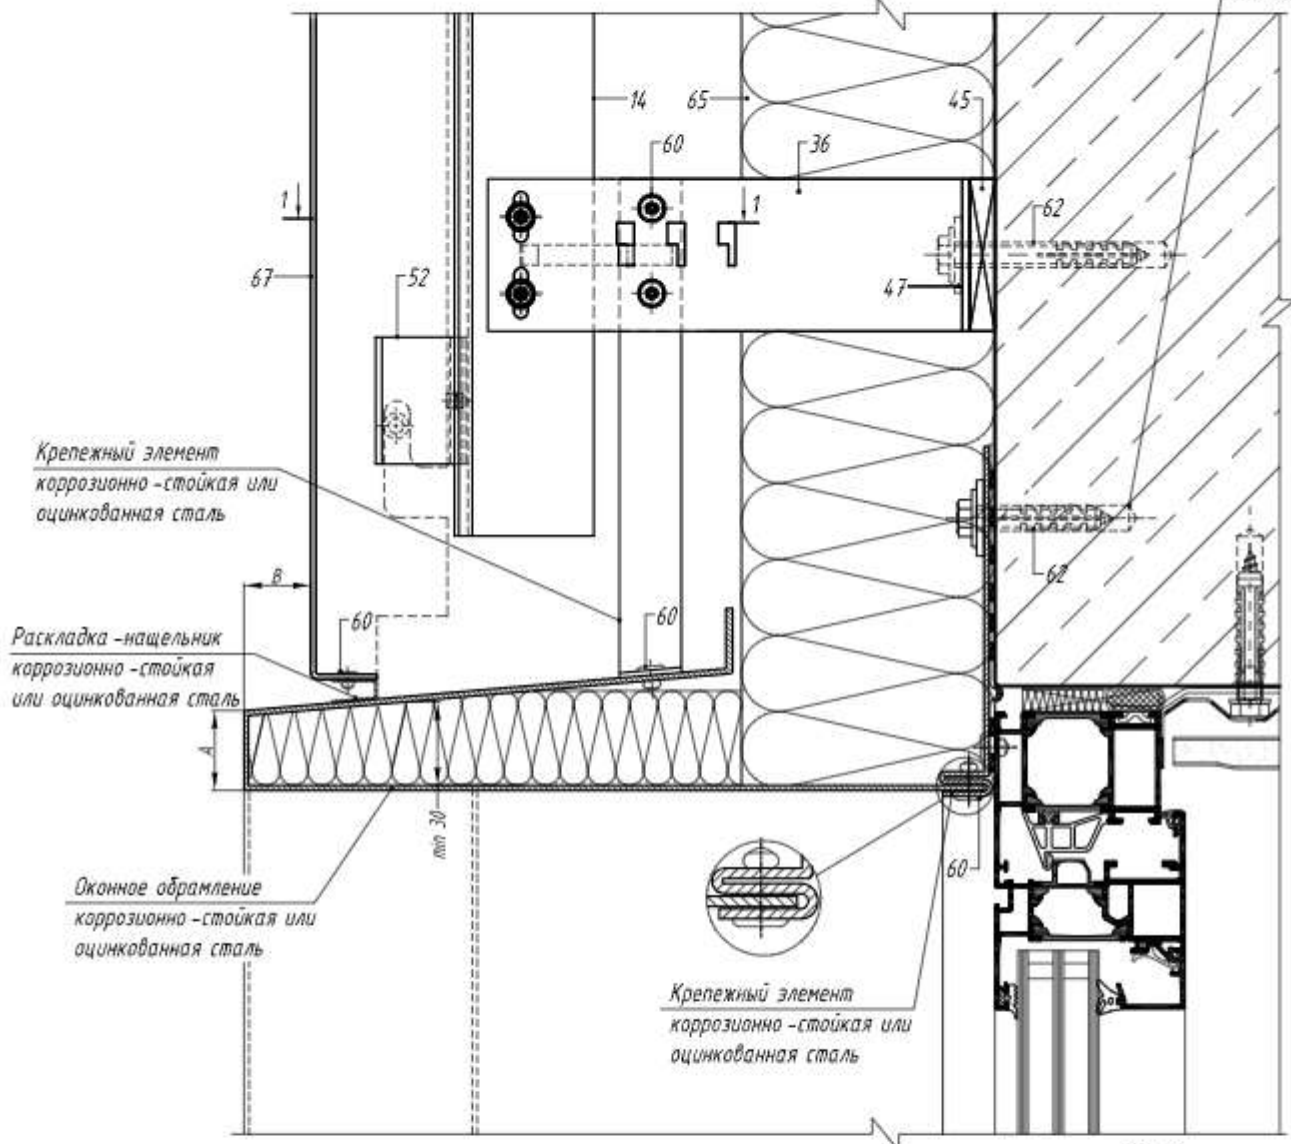 14
65
45
60
36
1
1
62
67
52
47
Крепежный элемент
коррозионно -стойкая или
оцинкованная сталь
62
В
60
60
Раскладка -нащельник
коррозионно -стойкая
или оцинкованная сталь
А
min 30
60
Оконное обрамление
коррозионно -стойкая или
оцинкованная сталь
Крепежный элемент
коррозионно -стойкая или
оцинкованная сталь